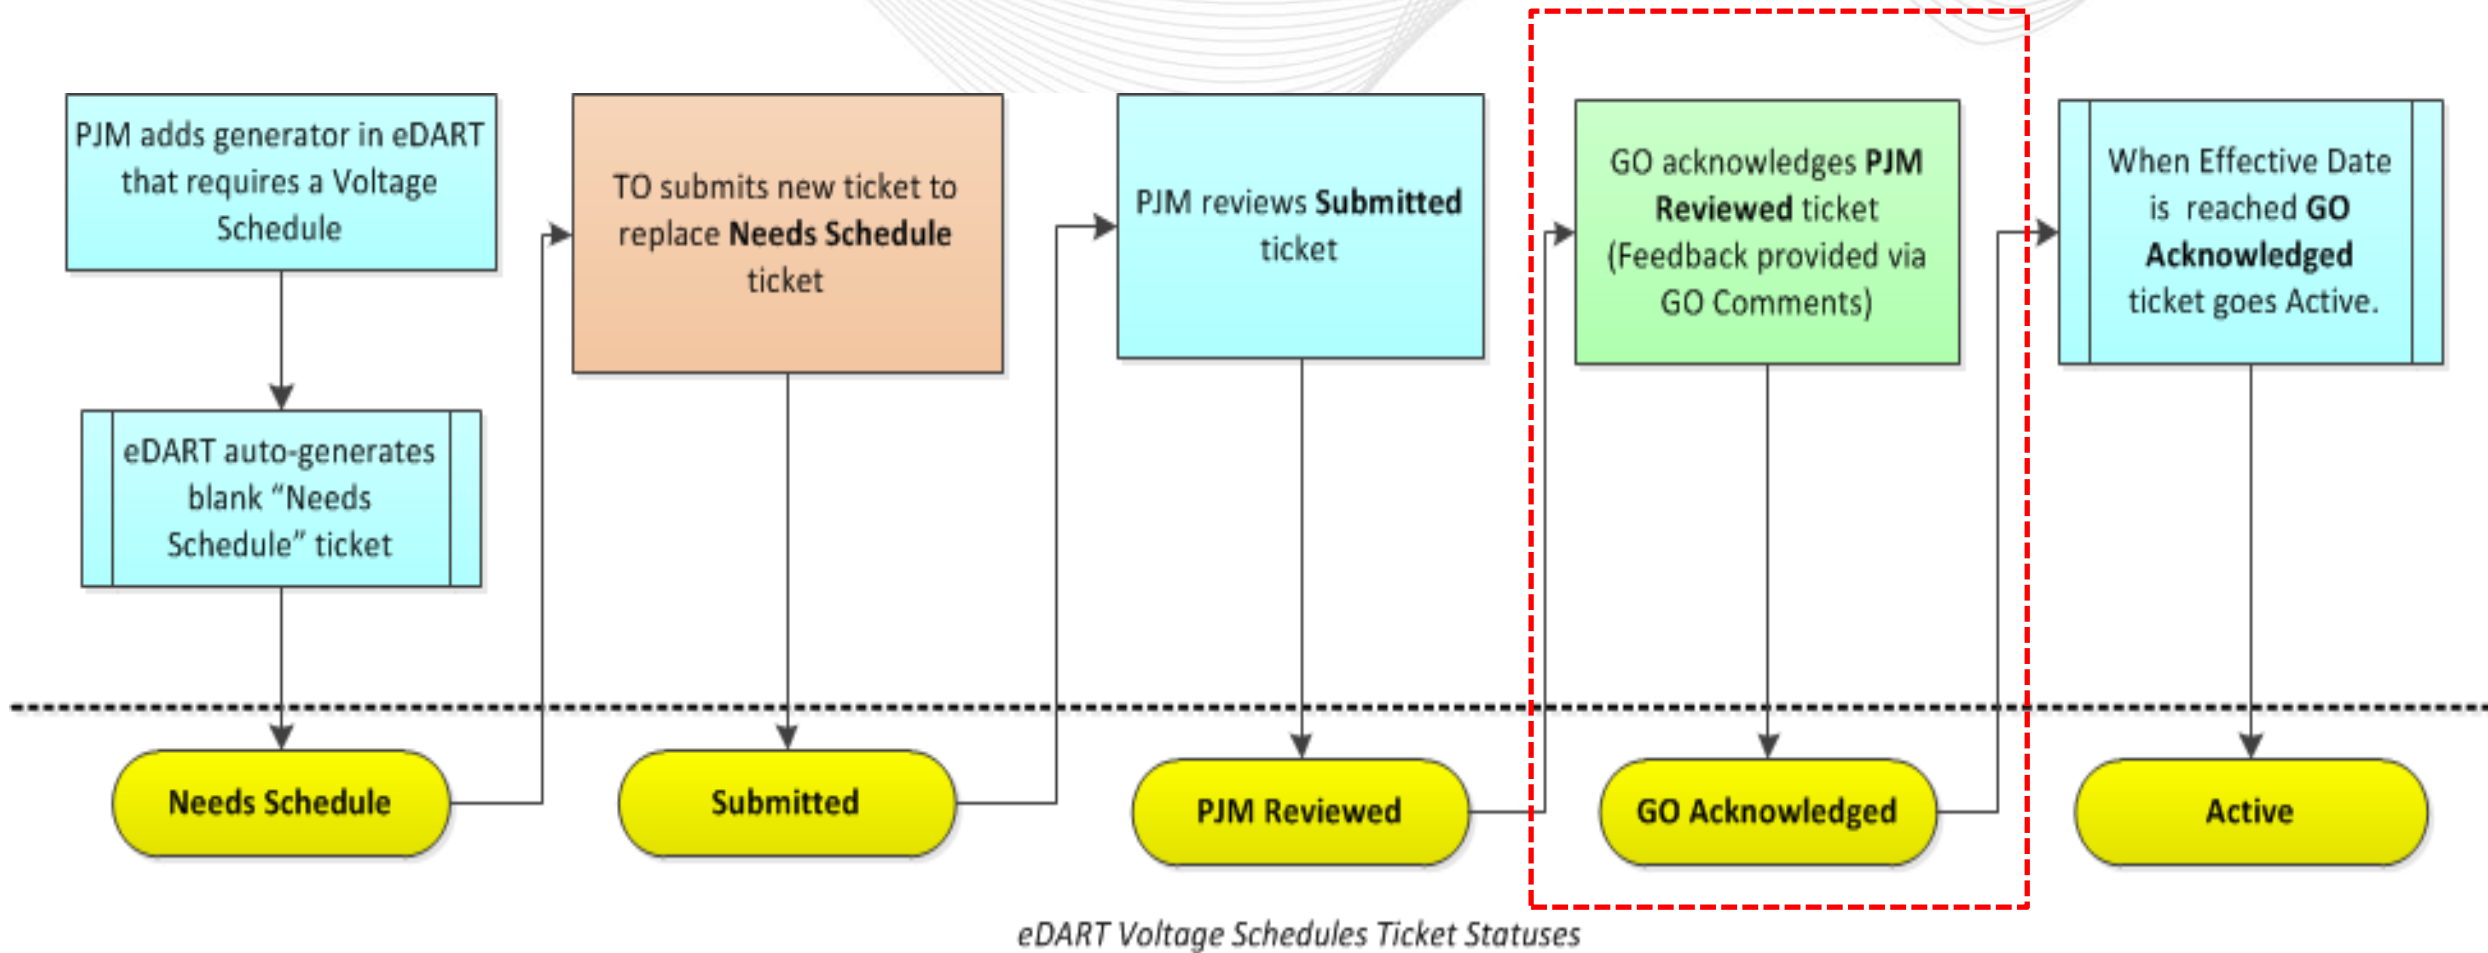 PJM adds generator in eDART
that requires a Voltage
Schedule
eDART auto-generates
blank “Needs
Schedule” ticket
TO submits new ticket to
replace Needs Schedule
ticket
PJM reviews Submitted
ticket
GO acknowledges PJM
Reviewed ticket
(Feedback provided via
GO Comments)
When Effective Date
is reached GO
Acknowledged
ticket goes Active.
Needs Schedule
Submitted
PJM Reviewed
GO Acknowledged
Active
eDART Voltage Schedules Ticket Statuses